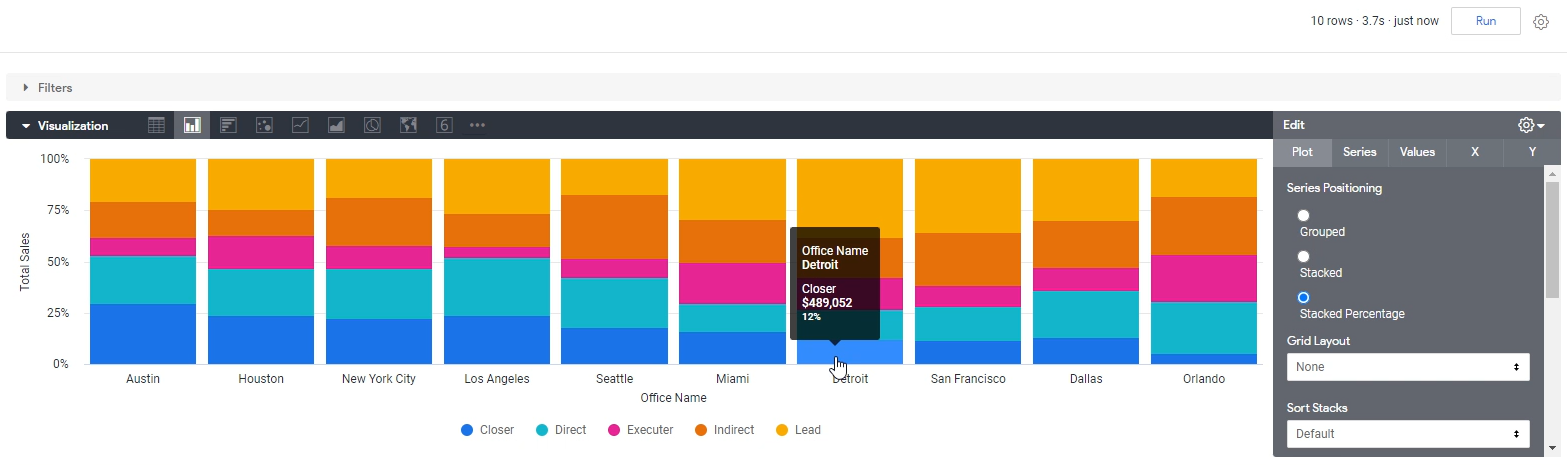 10 rows · 3.7s · just now
Run
Filters
Visualization
6
Edit
Plot
Series
Values
X
Y
100%
75%
50%
25%
0%
Total Sales
Office Name
Detroit
Closer
$489,052
12%
Austin
Houston
New York City
Los Angeles
Seattle
Miami
Detroit
San Francisco
Dallas
Orlando
Office Name
Closer
Direct
Executer
Indirect
Lead
Series Positioning
Grouped
Stacked
Stacked Percentage
Grid Layout
None
Sort Stacks
Default